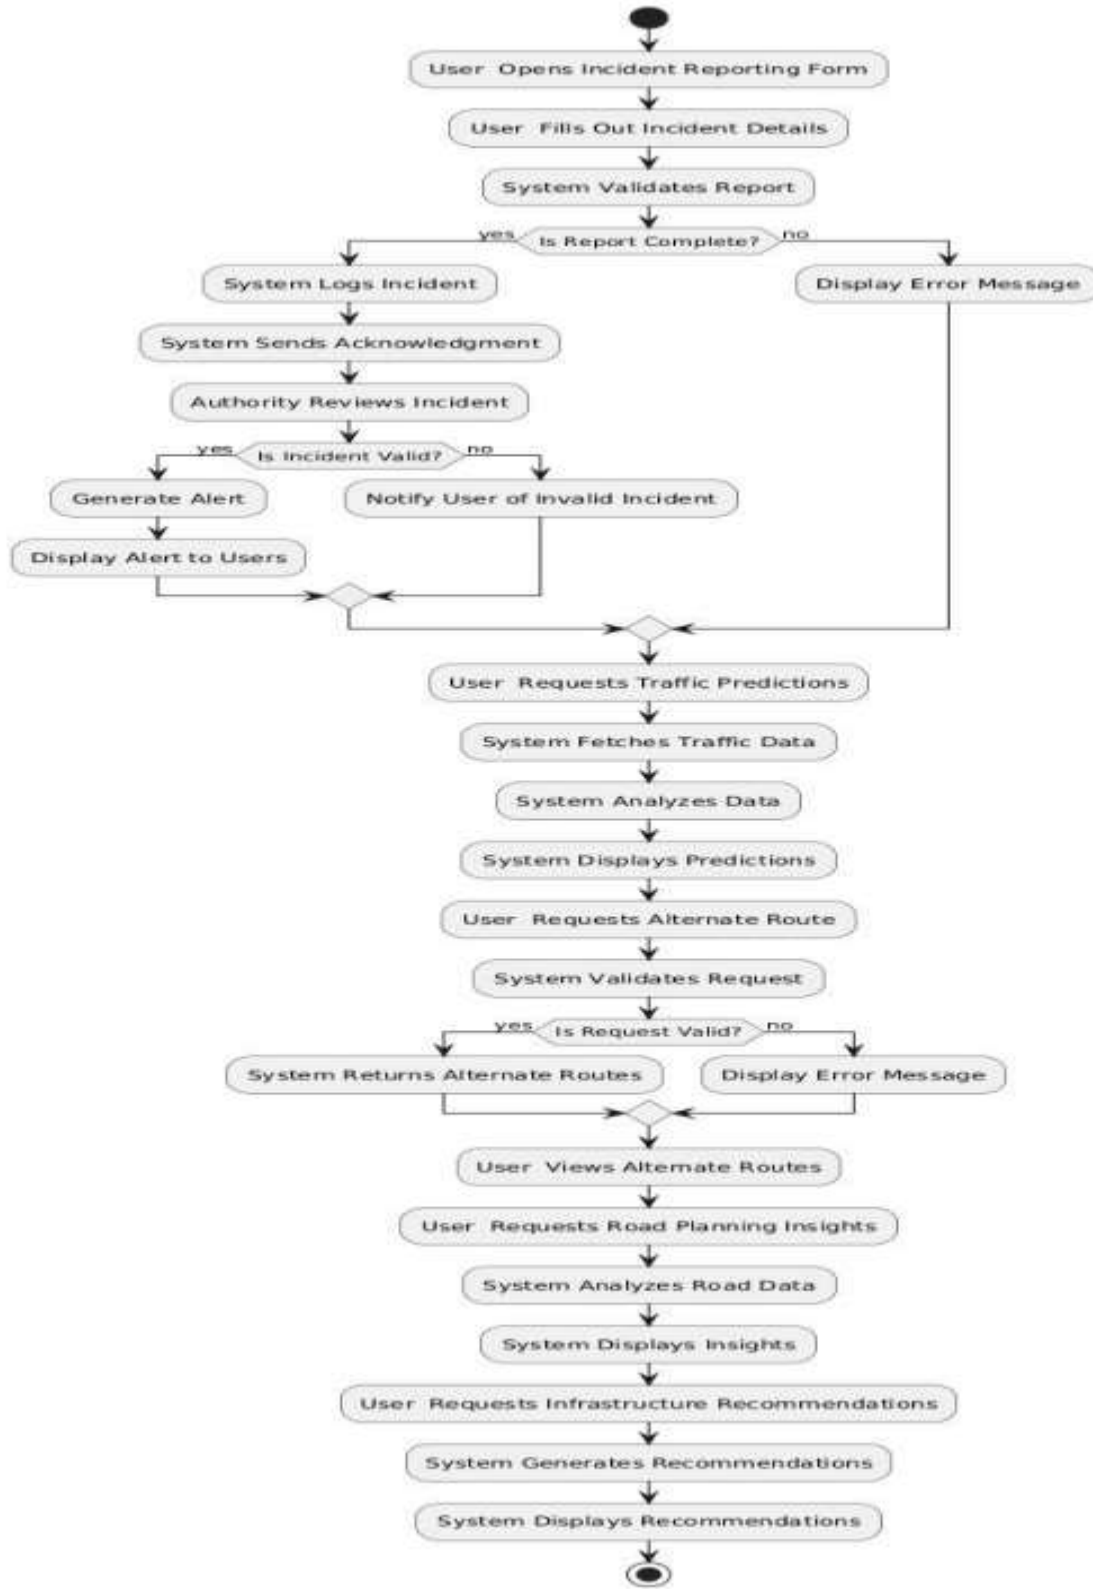 User  Opens Incident Reporting Form
User  Fills Out Incident Details
System Validates Report
yes
Is Report Complete?
no
System Logs Incident
Display Error Message
System Sends Acknowledgment
Authority Reviews Incident
yes
Is Incident Valid?
no
Generate Alert
Notify User of Invalid Incident
Display Alert to Users
User  Requests Traffic Predictions
System Fetches Traffic Data
System Analyzes Data
System Displays Predictions
User  Requests Alternate Route
System Validates Request
yes
Is Request Valid?
no
System Returns Alternate Routes
Display Error Message
User  Views Alternate Routes
User  Requests Road Planning Insights
System Analyzes Road Data
System Displays Insights
User  Requests Infrastructure Recommendations
System Generates Recommendations
System Displays Recommendations